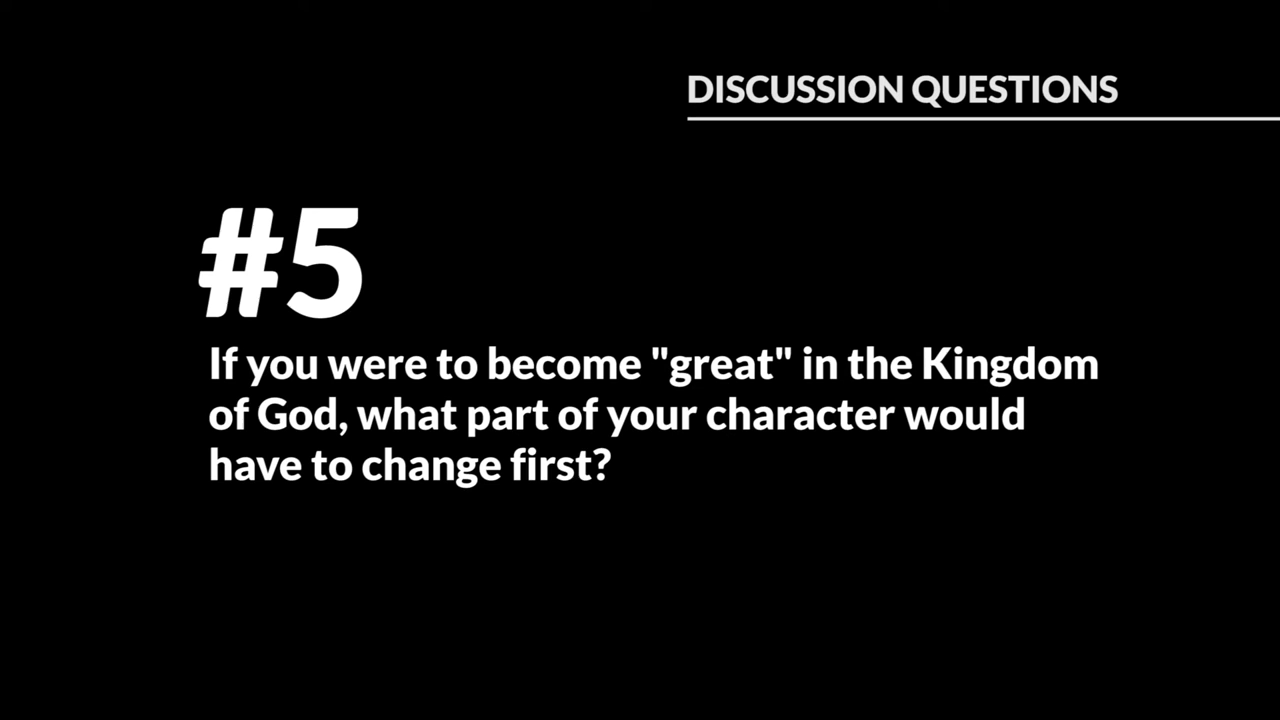 DISCUSSION QUESTIONS
#5
If you were to become "great" in the Kingdom
of God, what part of your character would
have to change first?